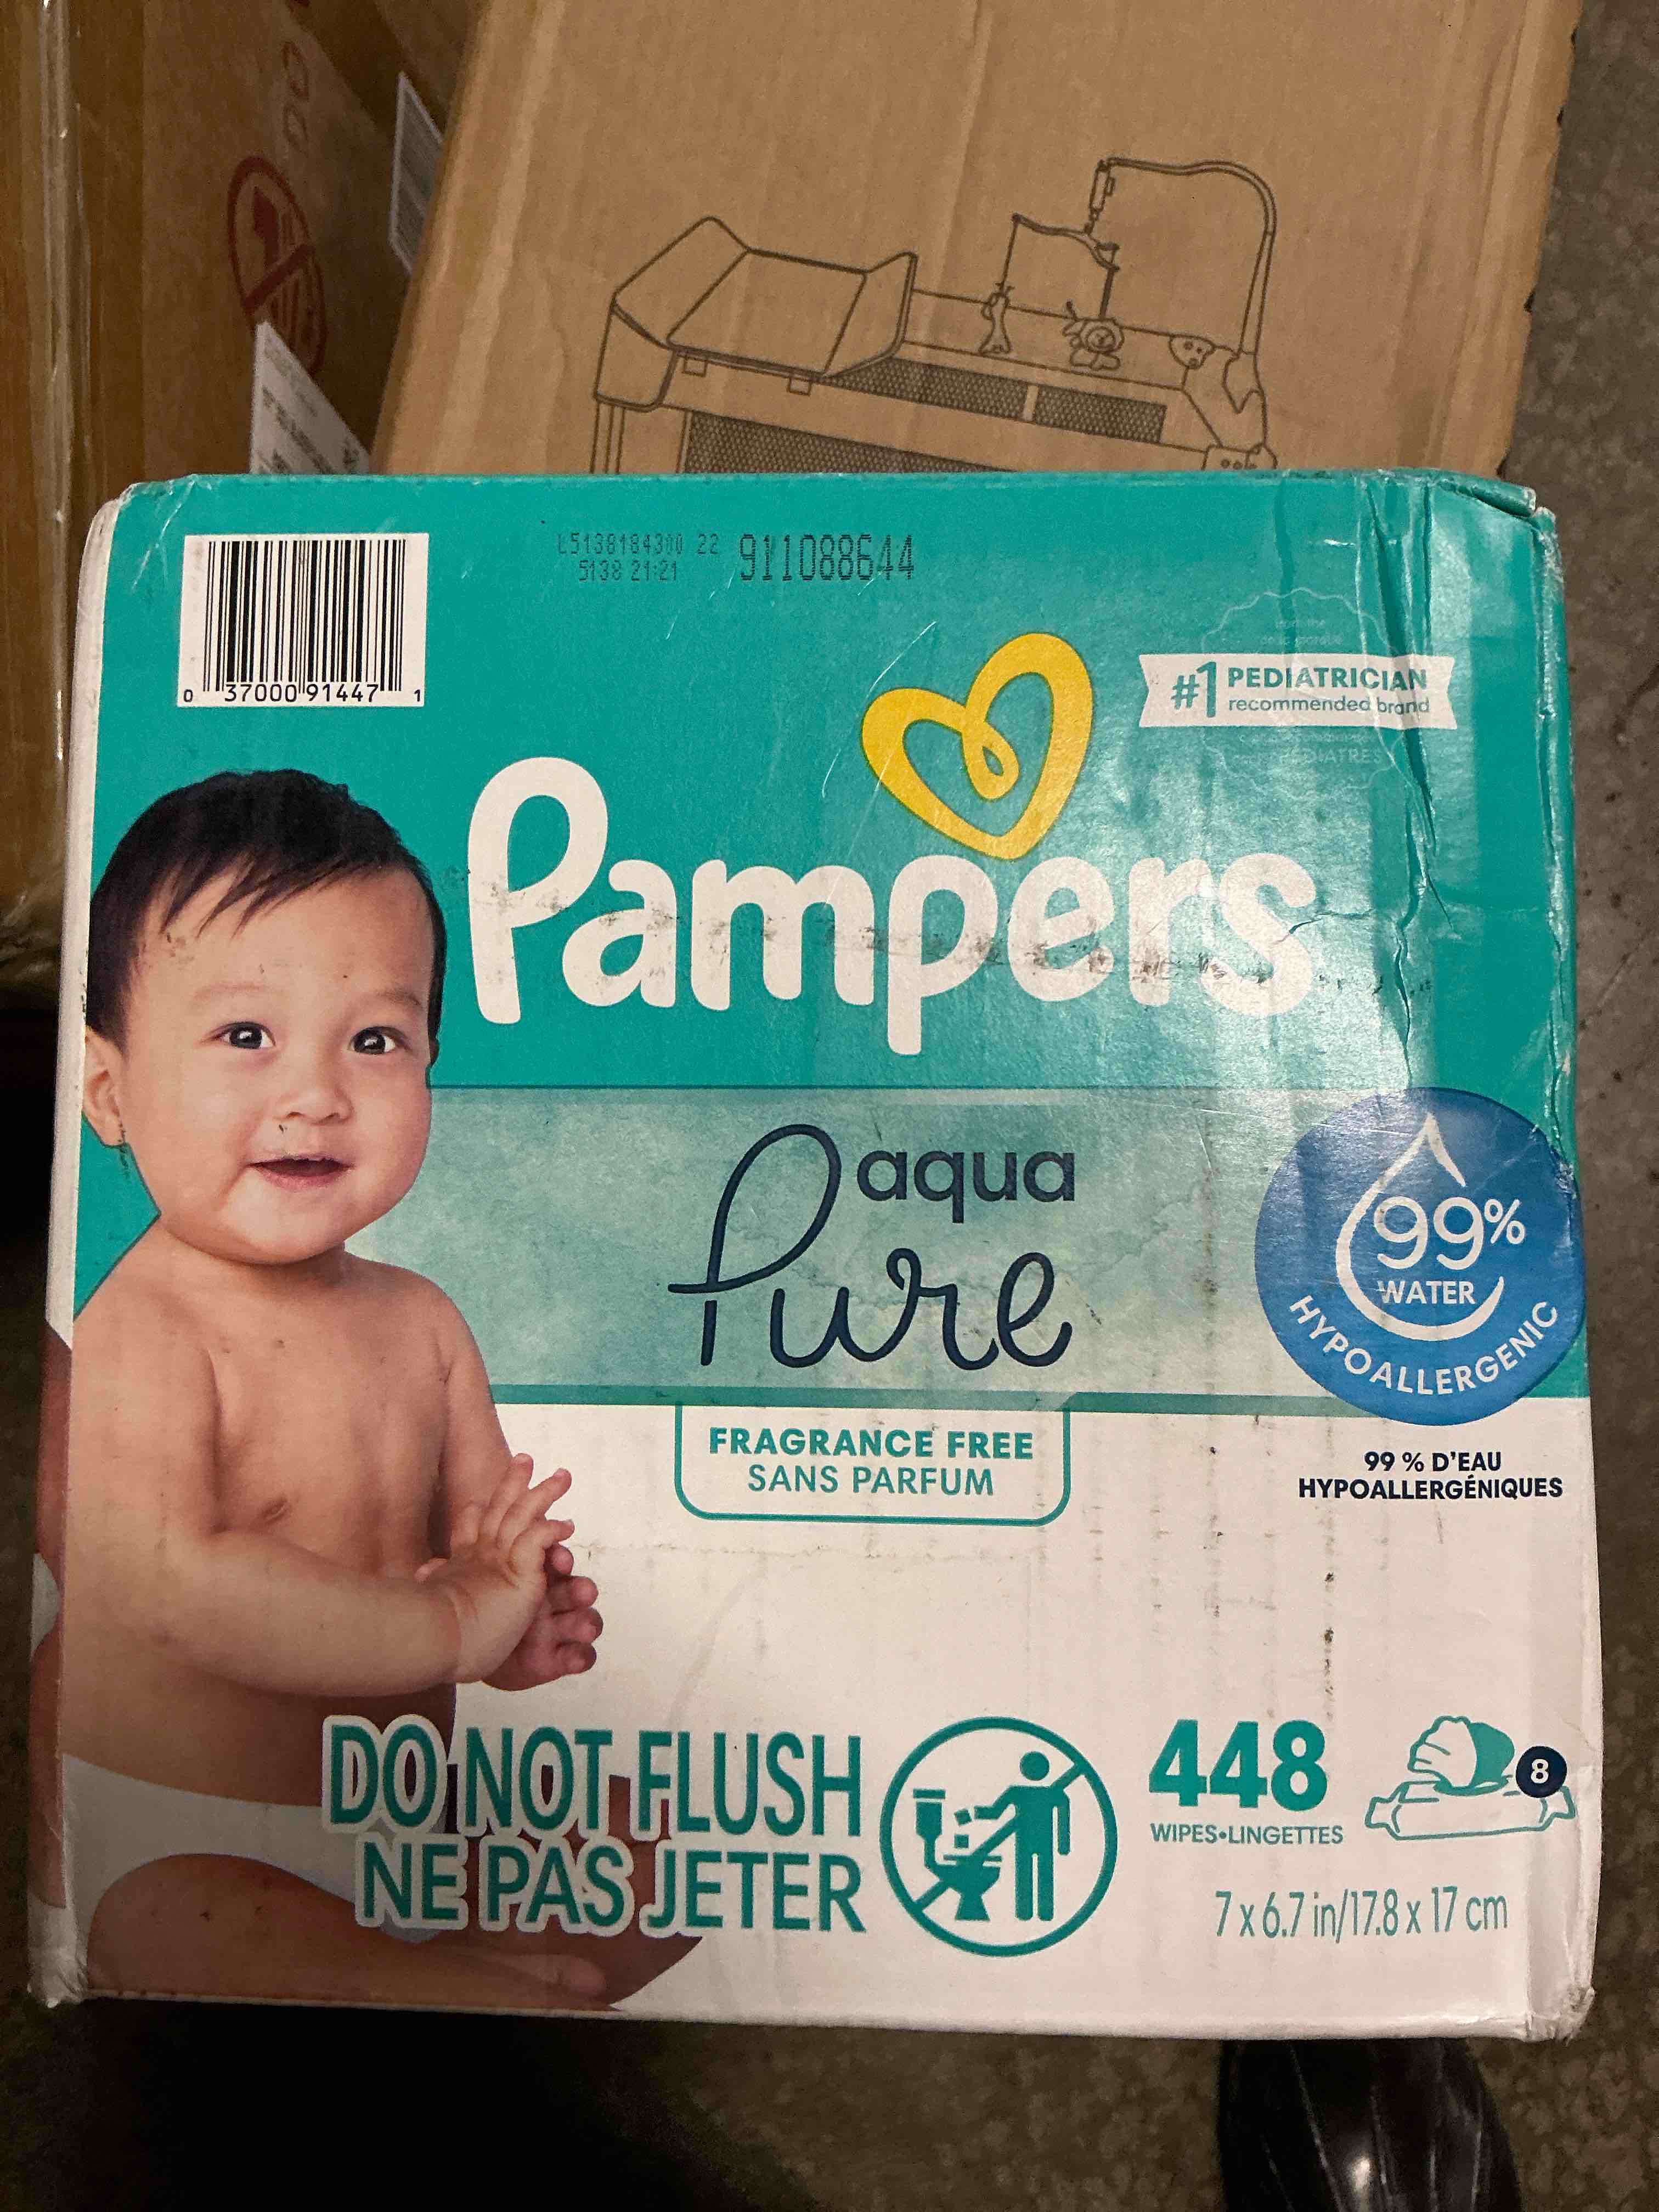 L5138184300 22 911088644
5138 21:21
0 37000 91447 1
#1 PEDIATRICIAN
recommended brand
Pampers
aqua
Pure
99%
WATER
HYPOALLERGENIC
FRAGRANCE FREE
SANS PARFUM
99 % D'EAU
HYPOALLERGÉNIQUES
DO NOT FLUSH
NE PAS JETER
448
WIPES•LINGETTES
8
7 x 6.7 in/17.8 x 17 cm